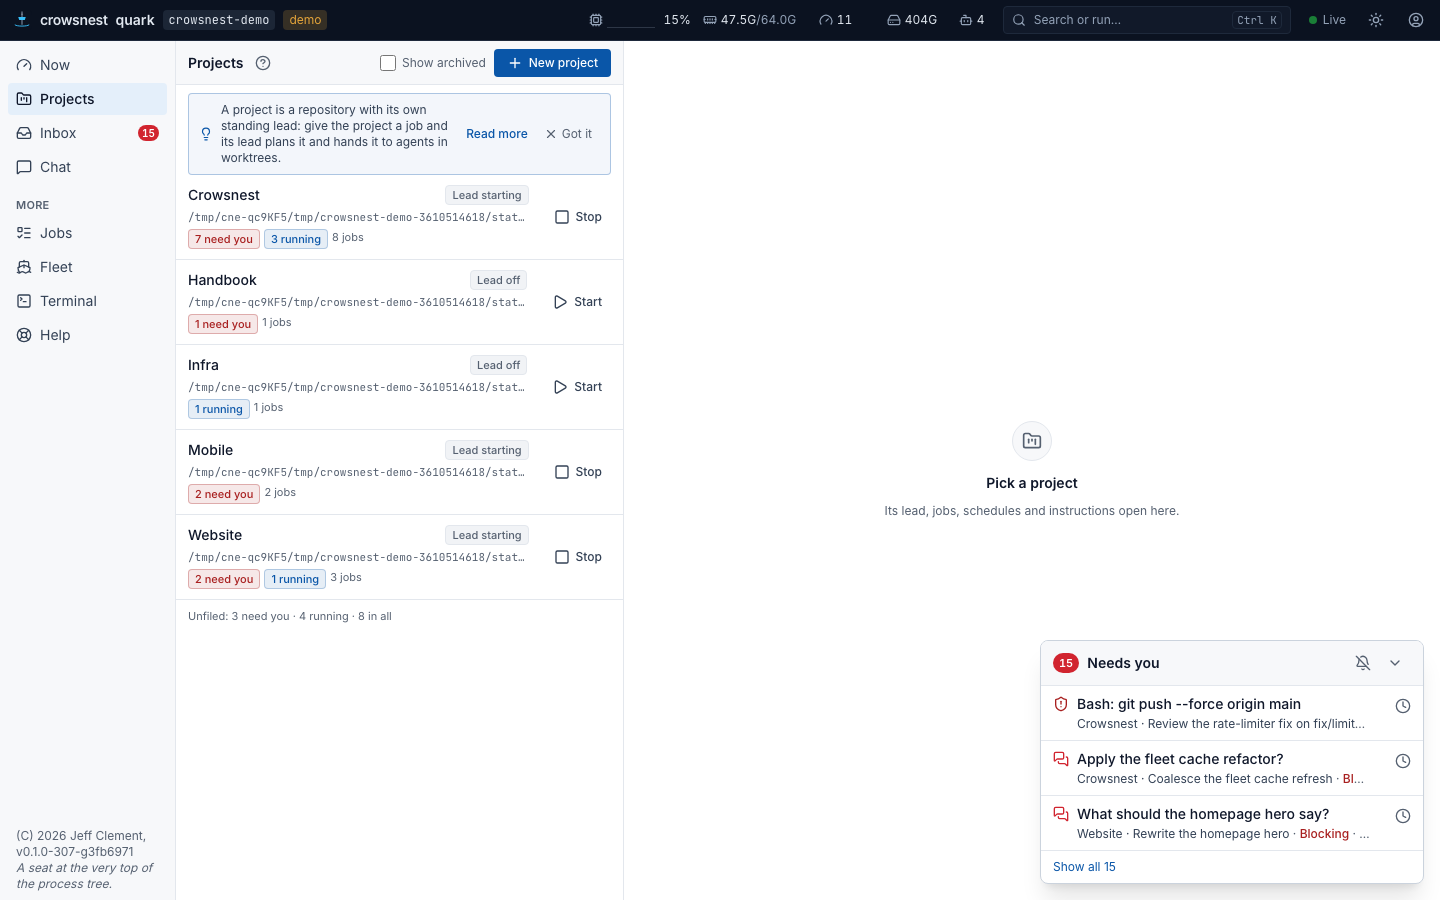 crowsnest quark crowsnest-demo demo 15% 47.5G/64.0G 11 404G 4 Search or run... Ctrl K Live
Now
Projects
Inbox 15
Chat
MORE
Jobs
Fleet
Terminal
Help
(C) 2026 Jeff Clement,
v0.1.0-307-g3fb6971
A seat at the very top of
the process tree.
Projects Show archived New project
A project is a repository with its own
standing lead: give the project a job and
its lead plans it and hands it to agents in
worktrees.
Read more Got it
Crowsnest Lead starting
/tmp/cne-qc9KF5/tmp/crowsnest-demo-3610514618/stat… Stop
7 need you 3 running 8 jobs
Handbook Lead off
/tmp/cne-qc9KF5/tmp/crowsnest-demo-3610514618/stat… Start
1 need you 1 jobs
Infra Lead off
/tmp/cne-qc9KF5/tmp/crowsnest-demo-3610514618/stat… Start
1 running 1 jobs
Mobile Lead starting
/tmp/cne-qc9KF5/tmp/crowsnest-demo-3610514618/stat… Stop
2 need you 2 jobs
Website Lead starting
/tmp/cne-qc9KF5/tmp/crowsnest-demo-3610514618/stat… Stop
2 need you 1 running 3 jobs
Unfiled: 3 need you · 4 running · 8 in all
Pick a project
Its lead, jobs, schedules and instructions open here.
15 Needs you
Bash: git push --force origin main
Crowsnest · Review the rate-limiter fix on fix/limit…
Apply the fleet cache refactor?
Crowsnest · Coalesce the fleet cache refresh · Bl…
What should the homepage hero say?
Website · Rewrite the homepage hero · Blocking · …
Show all 15